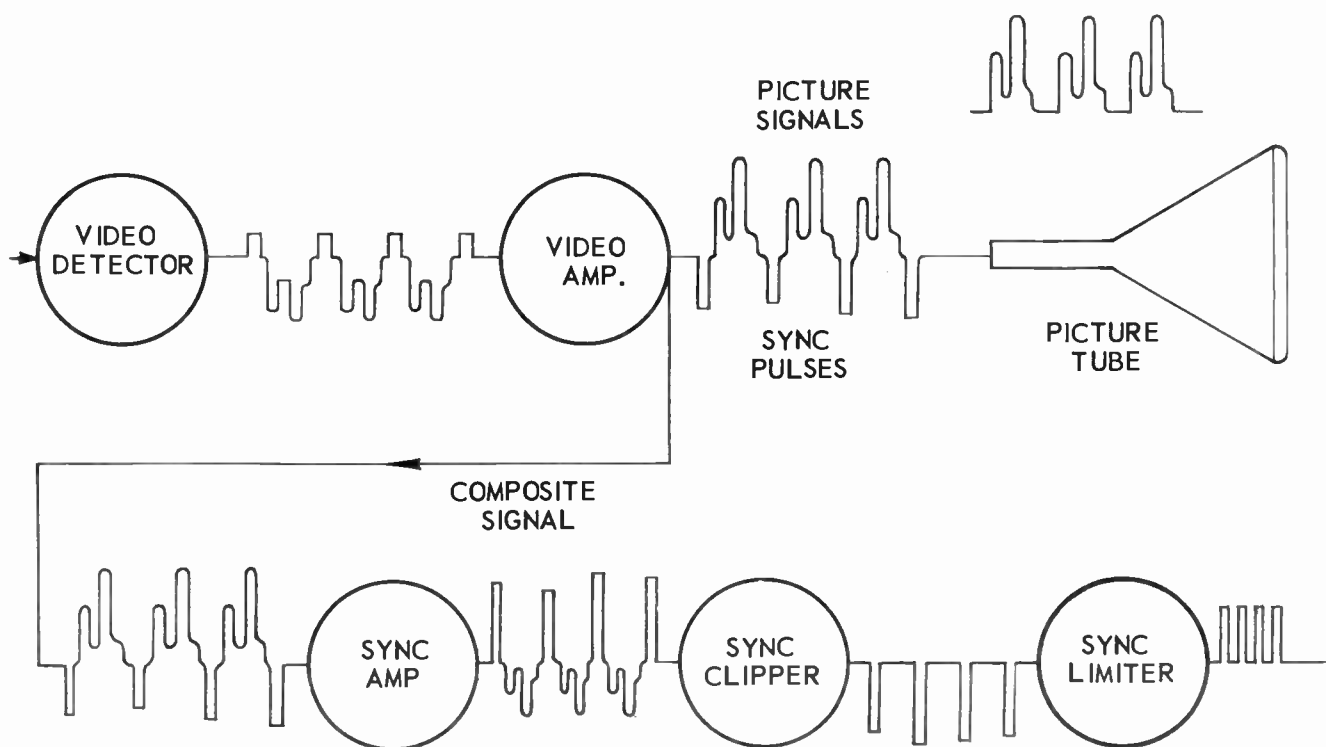 VIDEO
DETECTOR
VIDEO
AMP.
PICTURE
SIGNALS
SYNC
PULSES
PICTURE
TUBE
COMPOSITE
SIGNAL
SYNC
AMP
SYNC
CLIPPER
SYNC
LIMITER